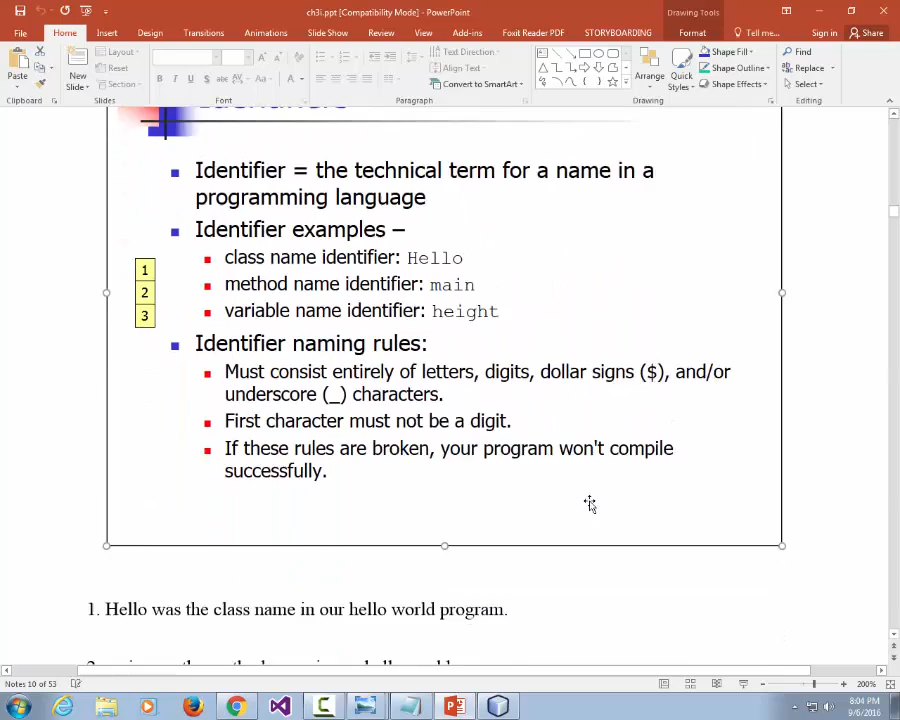 ch3i.ppt [Compatibility Mode] - PowerPoint
Drawing Tools
File Home Insert Design Transitions Animations Slide Show Review View Add-ins Foxit Reader PDF STORYBOARDING Format Tell me... Sign in Share
Paste
New
Slide
Layout
Reset
Section
B I U S abc AV Aa A
Text Direction
Align Text
Convert to SmartArt
Arrange
Quick
Styles
Shape Fill
Shape Outline
Shape Effects
Find
Replace
Select
Clipboard Slides Font Paragraph Drawing Editing
Identifier = the technical term for a name in a
programming language
Identifier examples –
1 class name identifier: Hello
2 method name identifier: main
3 variable name identifier: height
Identifier naming rules:
Must consist entirely of letters, digits, dollar signs ($), and/or
underscore (_) characters.
First character must not be a digit.
If these rules are broken, your program won't compile
successfully.
1. Hello was the class name in our hello world program.
Notes 10 of 53
200%
8:04 PM
9/6/2016